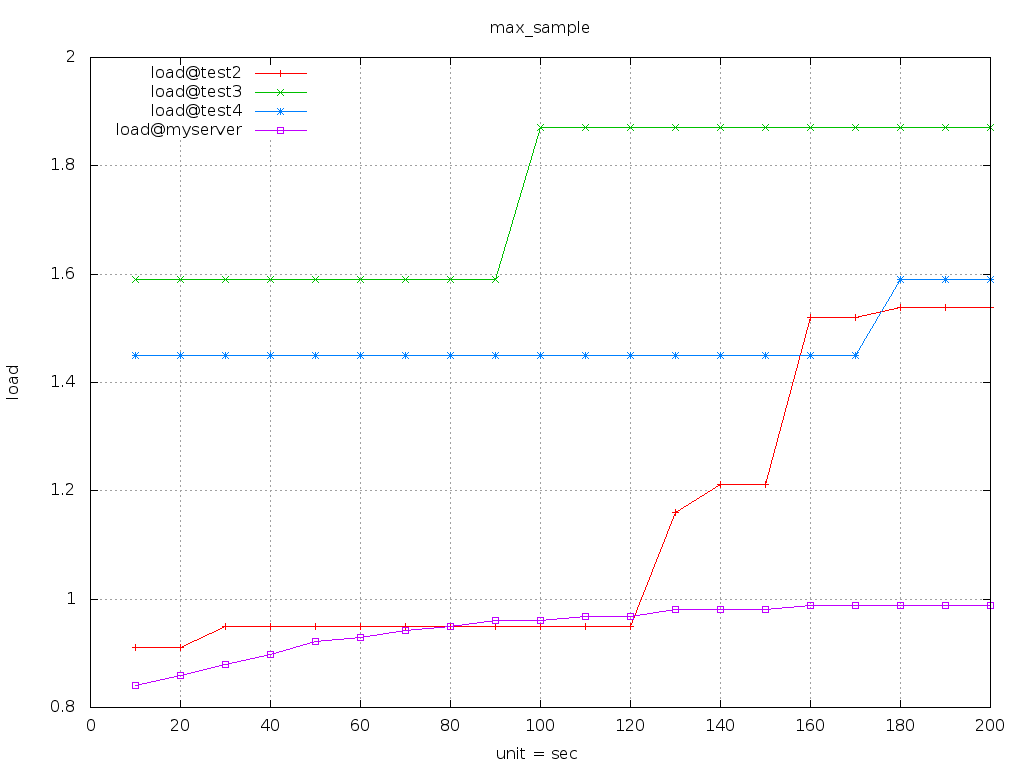 max_sample
2
load@test2
load@test3
load@test4
load@myserver
1.8
1.6
1.4
load
1.2
1
0.8
0 20 40 60 80 100 120 140 160 180 200
unit = sec